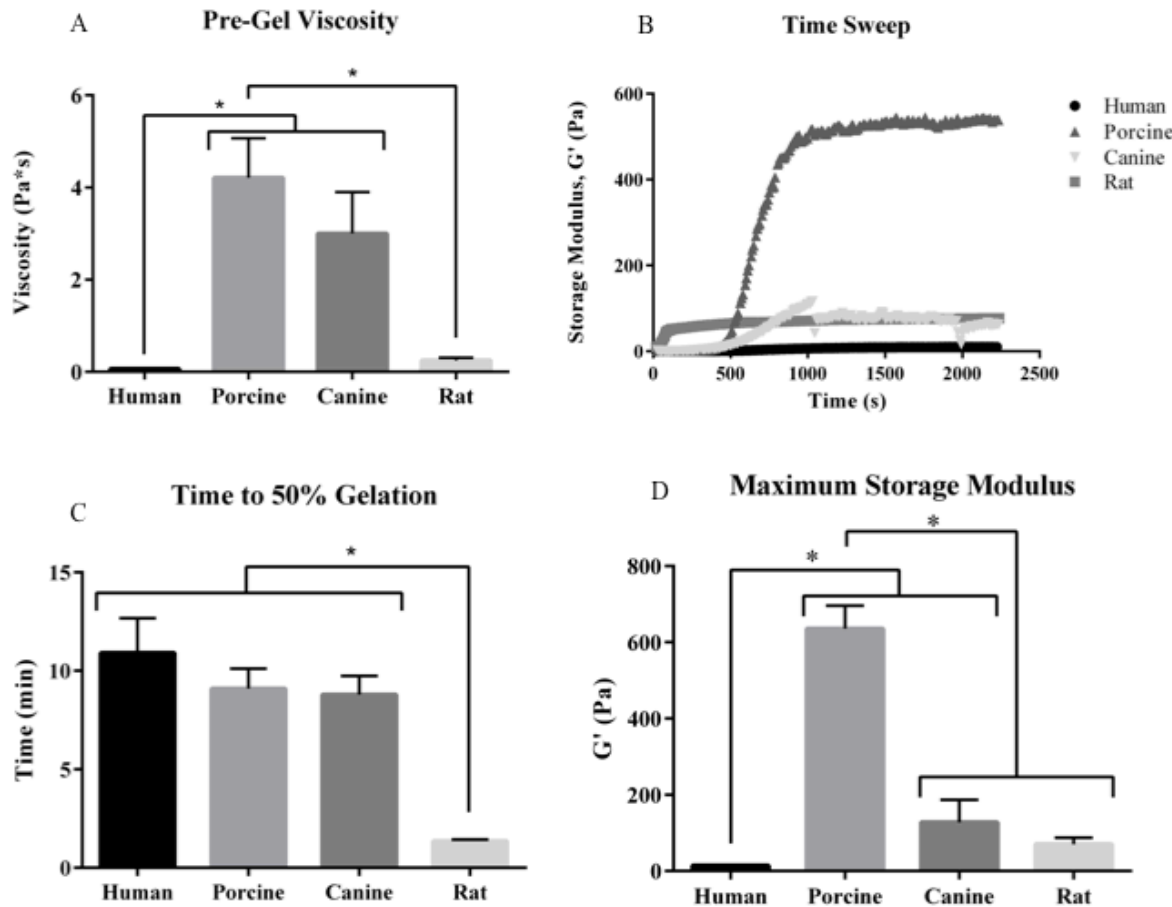 A
Pre-Gel Viscosity
*
*
6
4
2
0
Viscosity (Pa*s)
Human Porcine Canine Rat
B
Time Sweep
600
400
200
0
Storage Modulus, G' (Pa)
0 500 1000 1500 2000 2500
Time (s)
Human
Porcine
Canine
Rat
C
Time to 50% Gelation
*
15
10
5
0
Time (min)
Human Porcine Canine Rat
D
Maximum Storage Modulus
*
*
800
600
400
200
0
G' (Pa)
Human Porcine Canine Rat